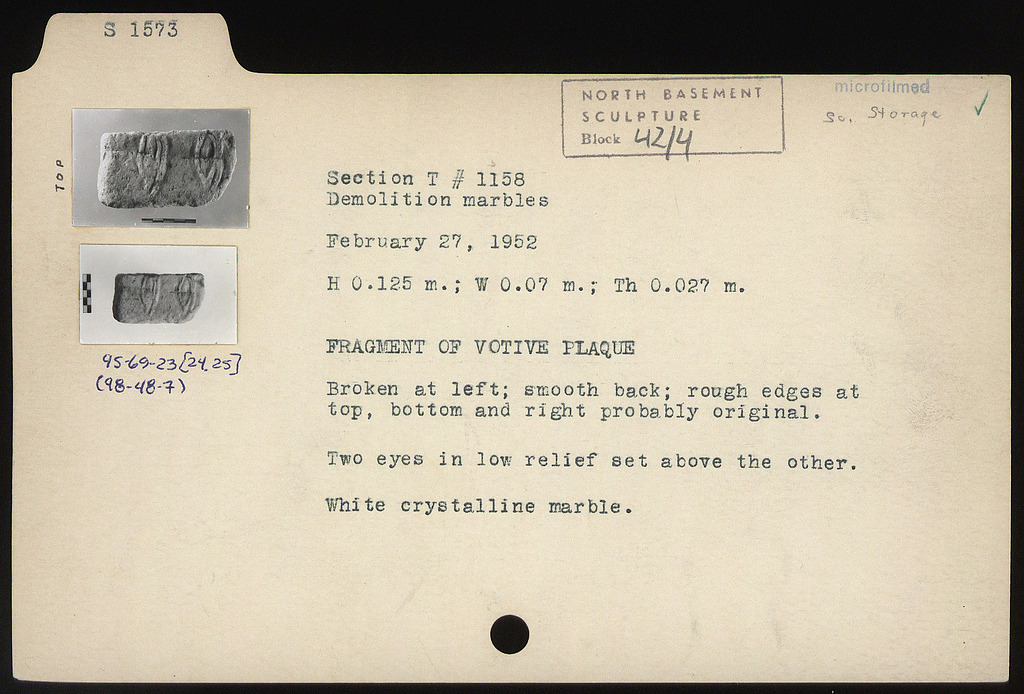 S 1573
NORTH BASEMENT
SCULPTURE
Block 42/4
microfilmed
So. Storage
TOP
Section T # 1158
Demolition marbles
February 27, 1952
H 0.125 m.; W 0.07 m.; Th 0.027 m.
FRAGMENT OF VOTIVE PLAQUE
95-69-23[24,25]
(98-48-7)
Broken at left; smooth back; rough edges at
top, bottom and right probably original.
Two eyes in low relief set above the other.
White crystalline marble.